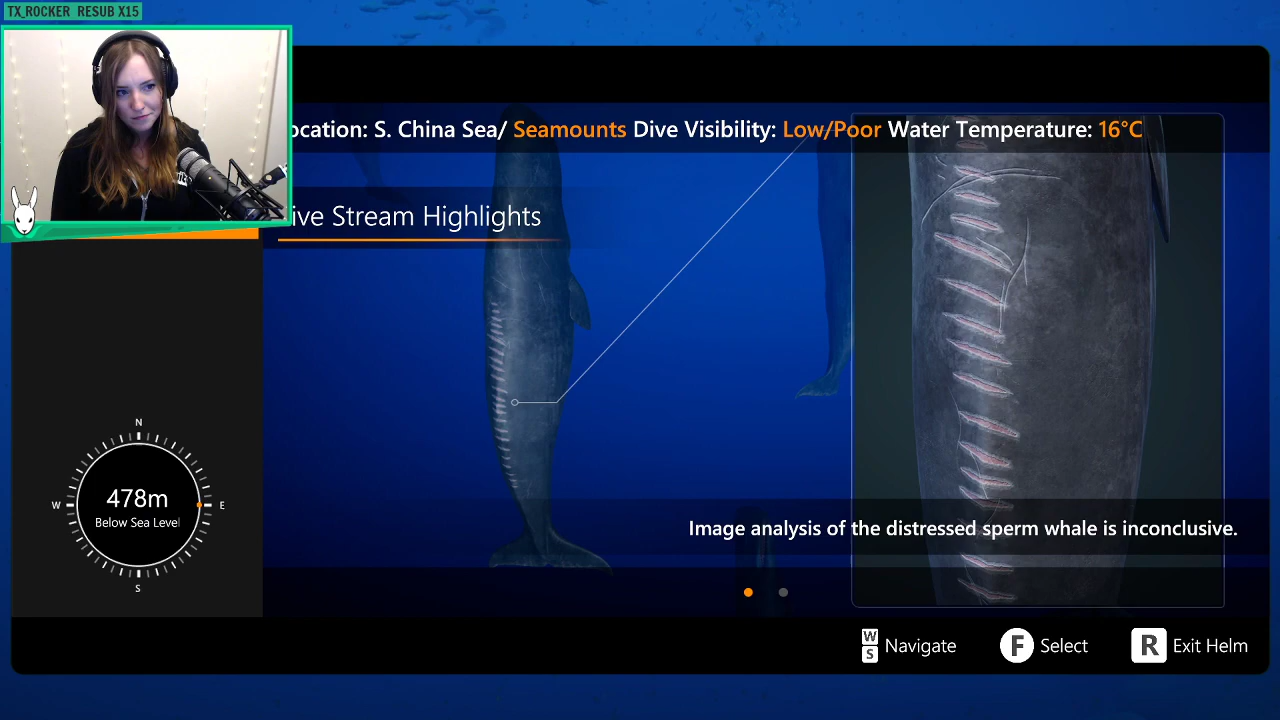 TX_ROCKER RESUB X15
ocation: S. China Sea/ Seamounts Dive Visibility: Low/Poor Water Temperature: 16°C
ive Stream Highlights
N
W
E
S
478m
Below Sea Level
Image analysis of the distressed sperm whale is inconclusive.
W
S
Navigate
F Select
R Exit Helm